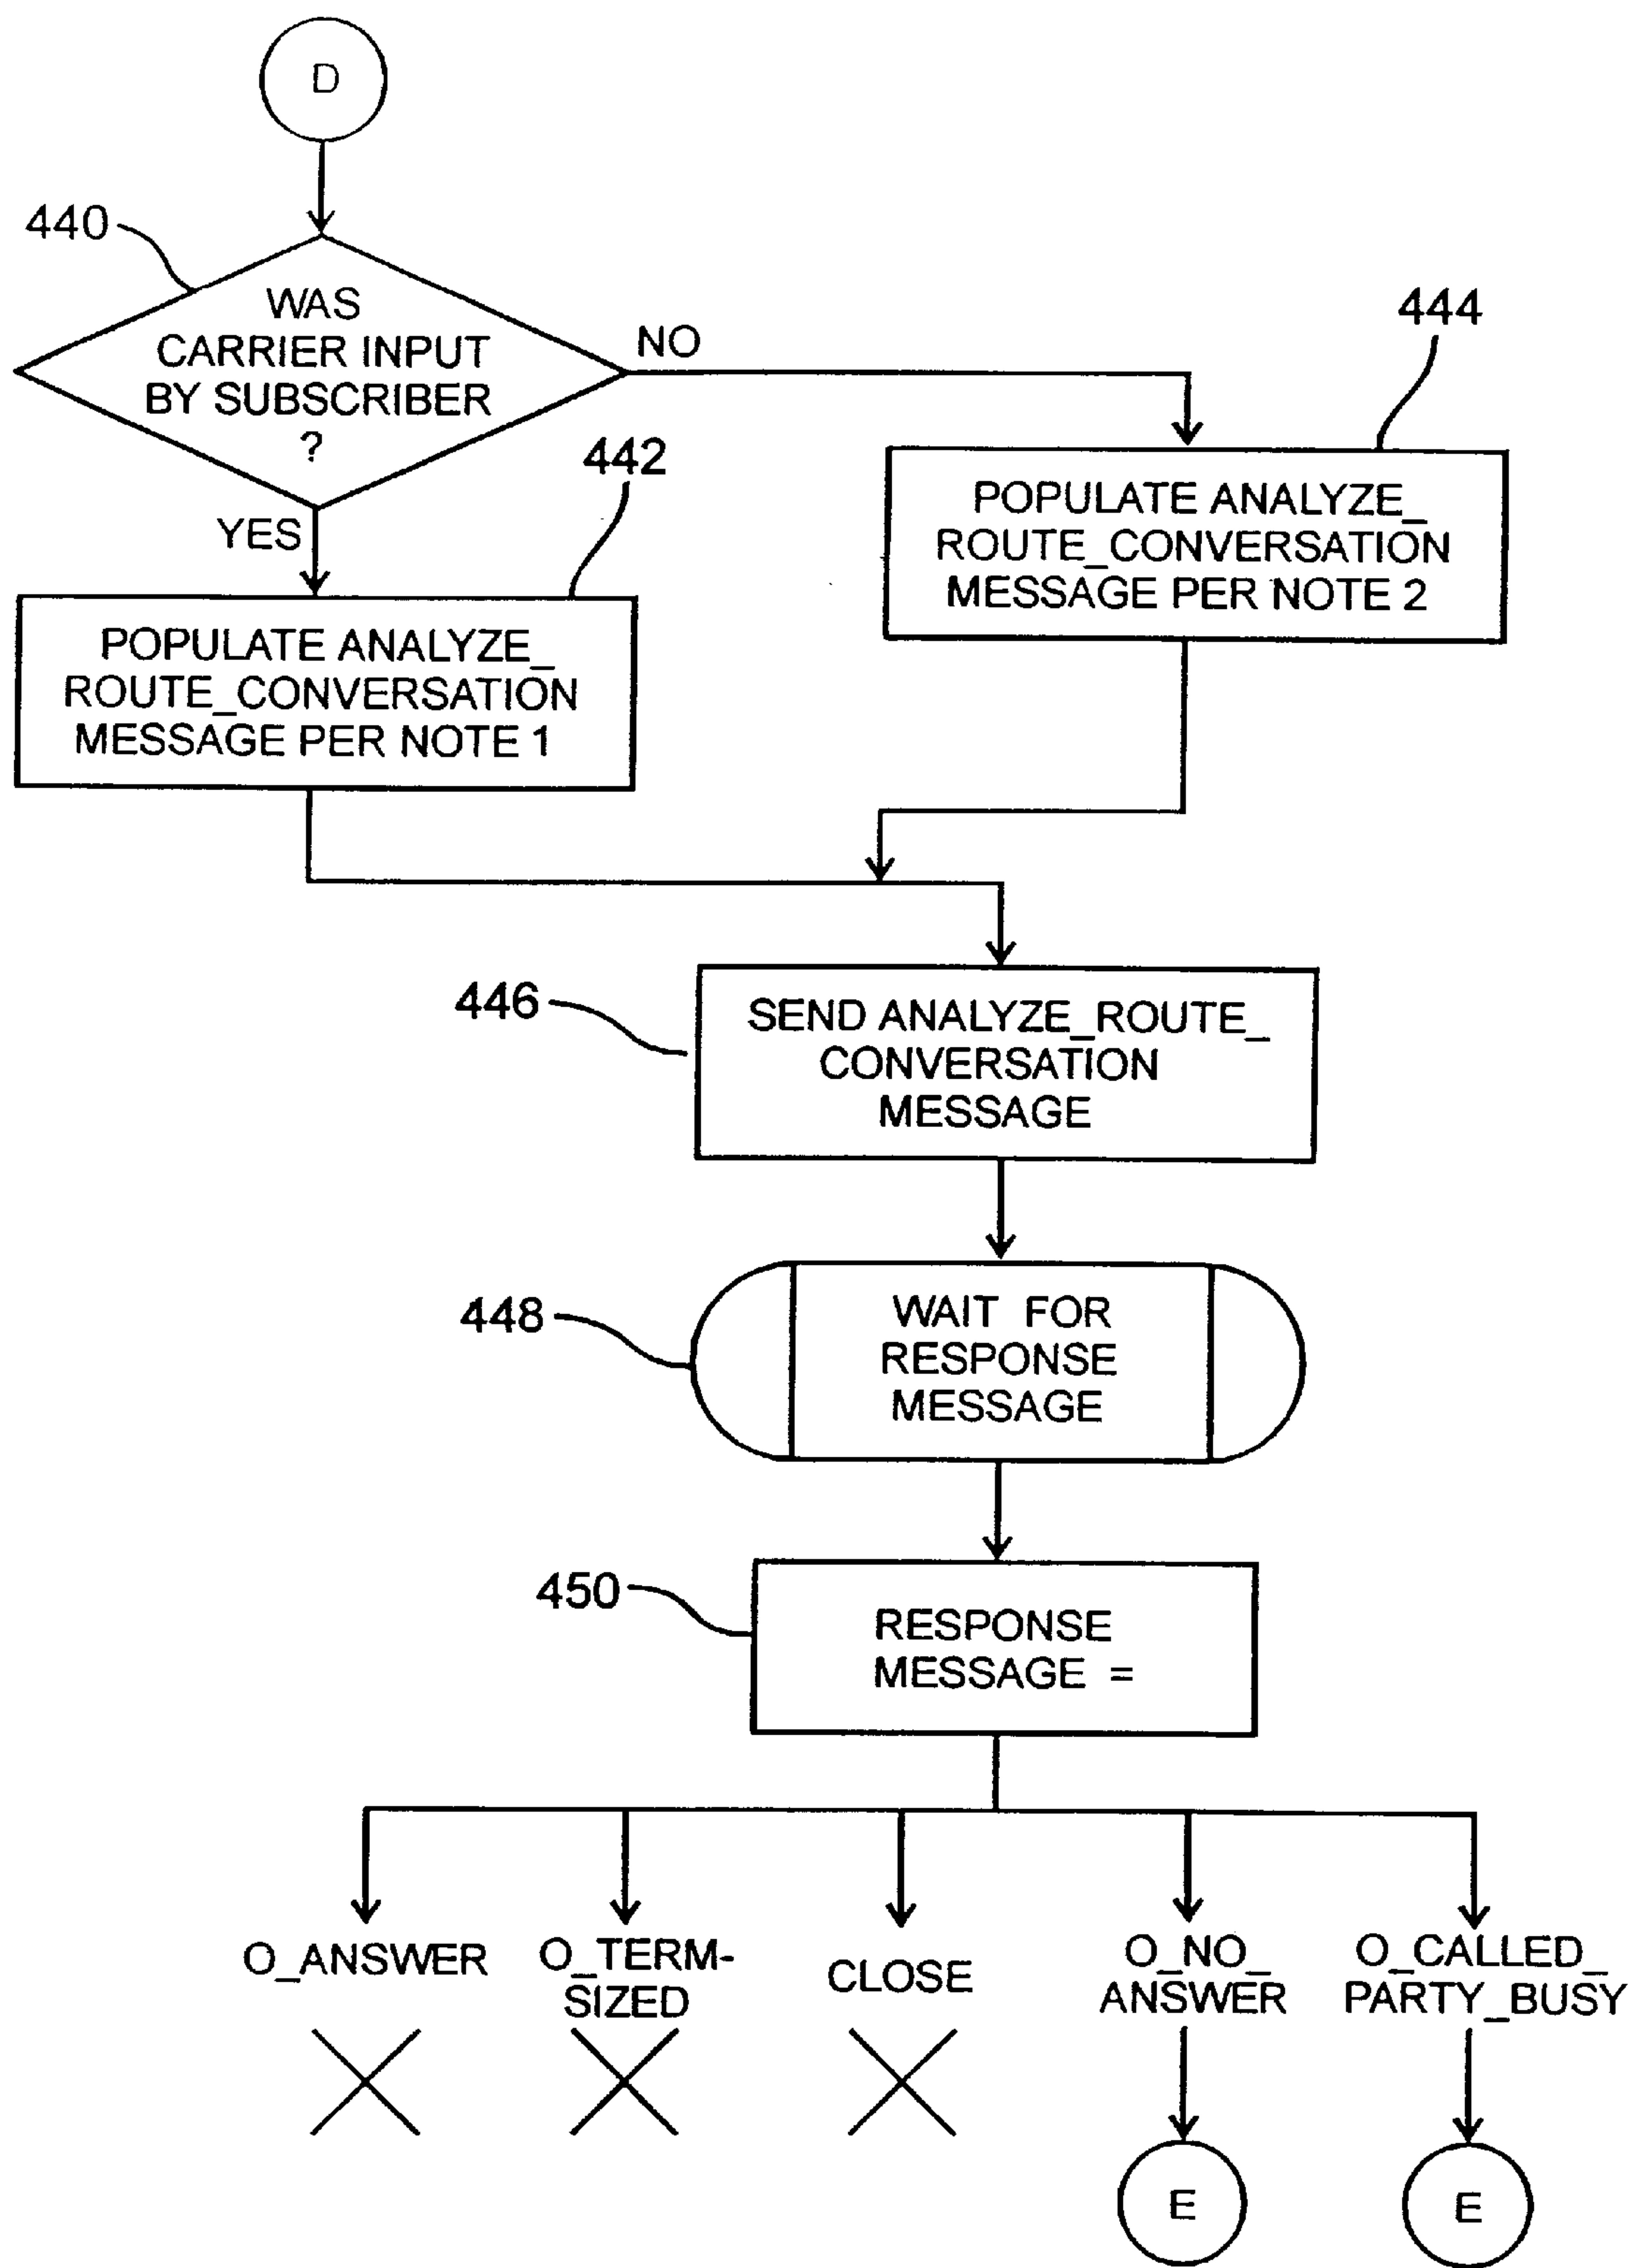 D
440
WAS
CARRIER INPUT
BY SUBSCRIBER
?
NO
YES
444
POPULATE ANALYZE_
ROUTE_CONVERSATION
MESSAGE PER NOTE 2
442
POPULATE ANALYZE_
ROUTE_CONVERSATION
MESSAGE PER NOTE 1
446
SEND ANALYZE_ROUTE_
CONVERSATION
MESSAGE
448
WAIT FOR
RESPONSE
MESSAGE
450
RESPONSE
MESSAGE =
O_ANSWER
O_TERM-
SIZED
CLOSE
O_NO_
ANSWER
O_CALLED_
PARTY_BUSY
E
E